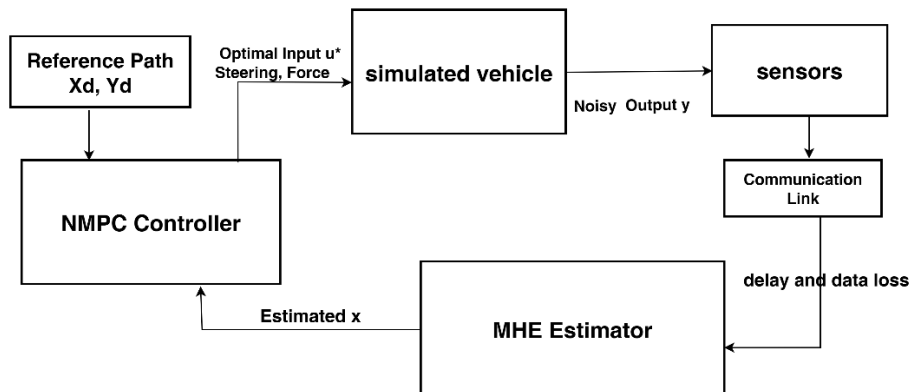 Reference Path
Xd, Yd
Optimal Input u*
Steering, Force
simulated vehicle
Noisy Output y
sensors
Communication
Link
delay and data loss
NMPC Controller
Estimated x
MHE Estimator